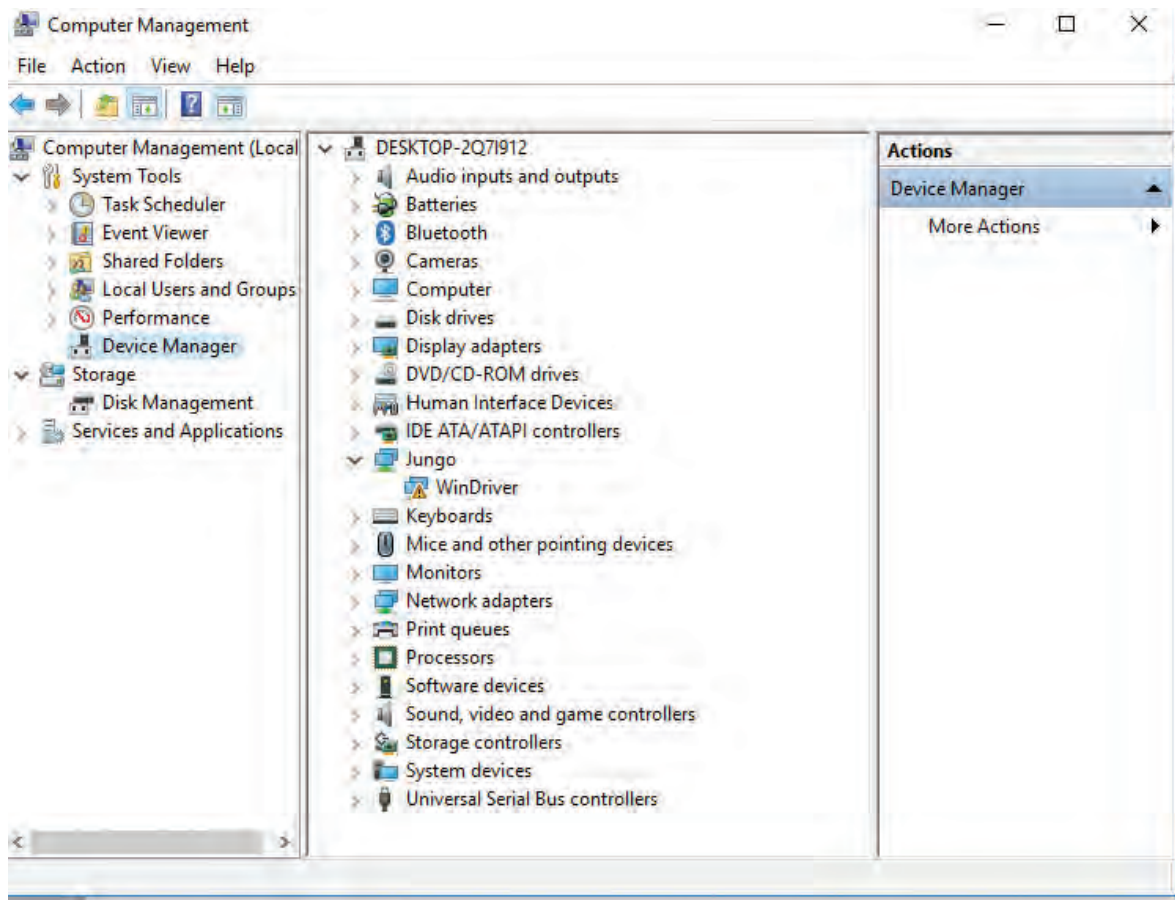 Computer Management
File Action View Help
Computer Management (Local
System Tools
Task Scheduler
Event Viewer
Shared Folders
Local Users and Groups
Performance
Device Manager
Storage
Disk Management
Services and Applications
DESKTOP-2Q7I912
Audio inputs and outputs
Batteries
Bluetooth
Cameras
Computer
Disk drives
Display adapters
DVD/CD-ROM drives
Human Interface Devices
IDE ATA/ATAPI controllers
Jungo
WinDriver
Keyboards
Mice and other pointing devices
Monitors
Network adapters
Print queues
Processors
Software devices
Sound, video and game controllers
Storage controllers
System devices
Universal Serial Bus controllers
Actions
Device Manager
More Actions